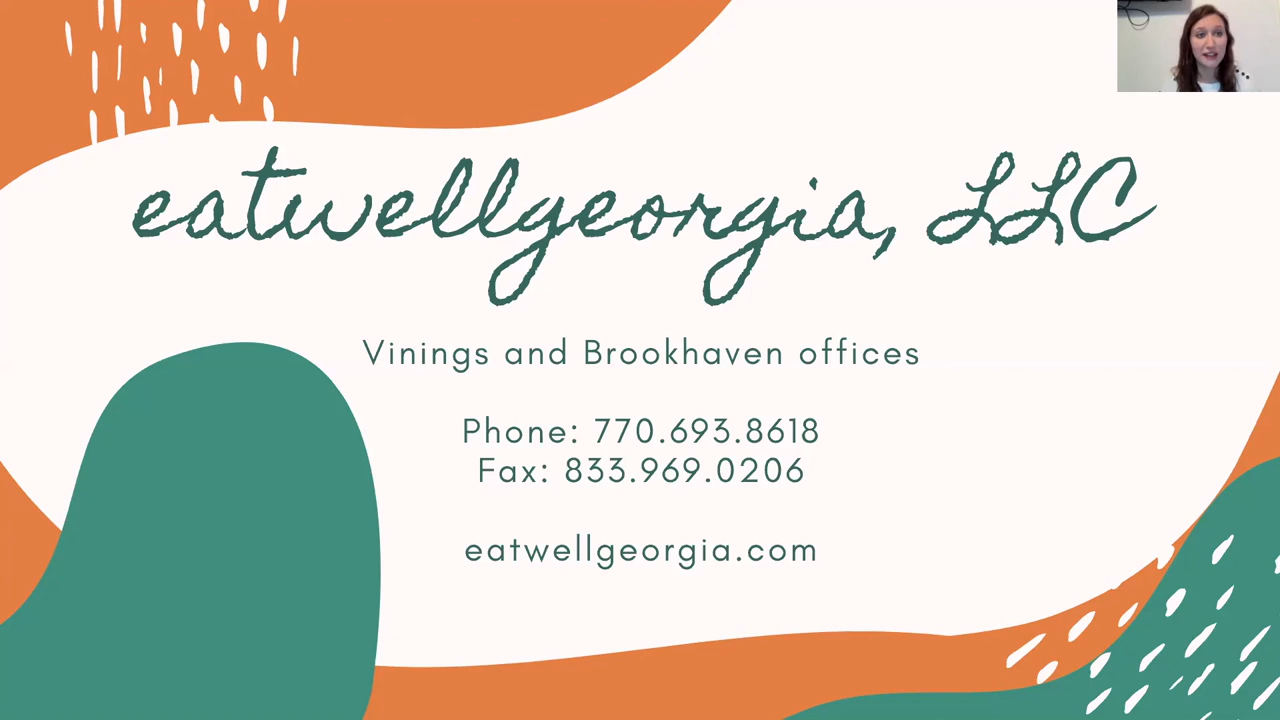 eatwellgeorgia, LLC
Vinings and Brookhaven offices
Phone: 770.693.8618
Fax: 833.969.0206
eatwellgeorgia.com